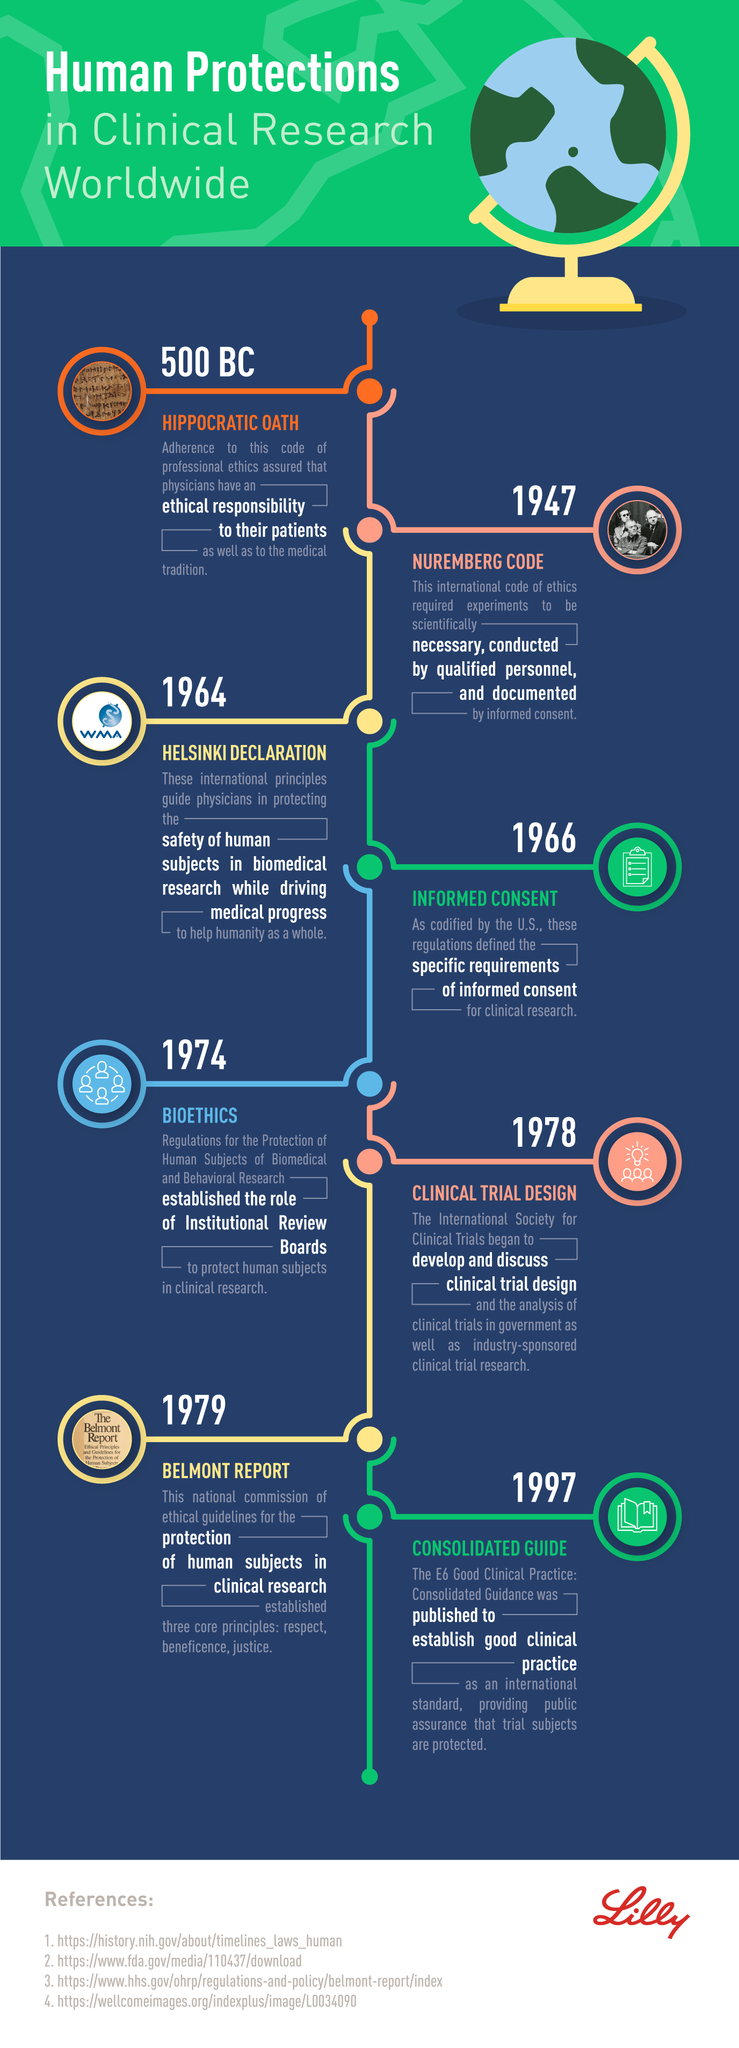 Human Protections
in Clinical Research
Worldwide
500 BC
HIPPOCRATIC OATH
Adherence to this code of
professional ethics assured that
physicians have an
ethical responsibility
to their patients
as well as to the medical
tradition.
1947
NUREMBERG CODE
This international code of ethics
required experiments to be
scientifically
necessary, conducted
by qualified personnel,
and documented
by informed consent.
1964
WMA
HELSINKI DECLARATION
These international principles
guide physicians in protecting
the
safety of human
subjects in biomedical
research while driving
medical progress
to help humanity as a whole.
1966
INFORMED CONSENT
As codified by the U.S., these
regulations defined the
specific requirements
of informed consent
for clinical research.
1974
BIOETHICS
Regulations for the Protection of
Human Subjects of Biomedical
and Behavioral Research
established the role
of Institutional Review
Boards
to protect human subjects
in clinical research.
1978
CLINICAL TRIAL DESIGN
The International Society for
Clinical Trials began to
develop and discuss
clinical trial design
and the analysis of
clinical trials in government as
well as industry-sponsored
clinical trial research.
1979
The
Belmont
Report
Ethical Principles
and Guidelines for
the Protection of
Human Subjects
BELMONT REPORT
This national commission of
ethical guidelines for the
protection
of human subjects in
clinical research
established
three core principles: respect,
beneficence, justice.
1997
CONSOLIDATED GUIDE
The E6 Good Clinical Practice:
Consolidated Guidance was
published to
establish good clinical
practice
as an international
standard, providing public
assurance that trial subjects
are protected.
References:
Lilly
1. https://history.nih.gov/about/timelines_laws_human
2. https://www.fda.gov/media/110437/download
3. https://www.hhs.gov/ohrp/regulations-and-policy/belmont-report/index
4. https://wellcomeimages.org/indexplus/image/L0034090